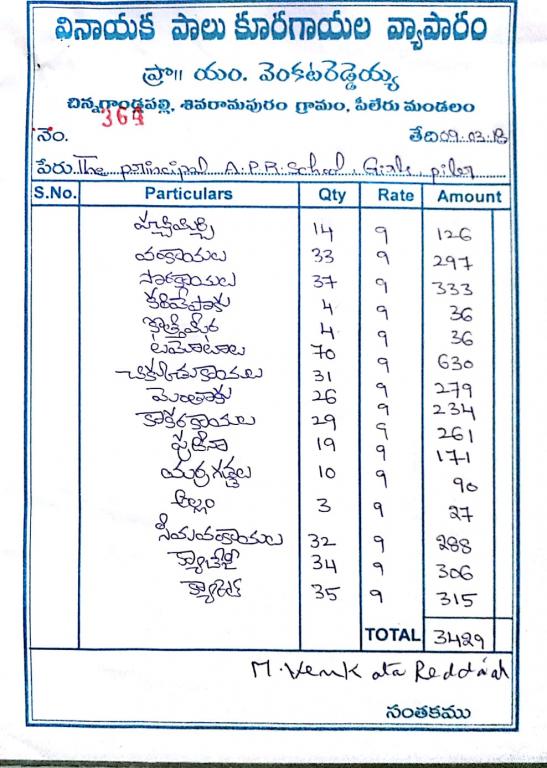 వినాయక పాలు కూరగాయల వ్యాపారం
ప్రొ|| యం. వెంకటరెడ్డెయ్య
చిన్నగాండ్లపల్లి, శివరామపురం గ్రామం, పీలేరు మండలం
364
నెం. తేది 09.03.18
పేరు. The principal A.P.R. School, Girls, piler
S.No. Particulars Qty Rate Amount
పచ్చిమిర్చి 14 9 126
వంకాయలు 33 9 297
సొరకాయలు 37 9 333
కరివేపాకు 4 9 36
కొత్తిమీర 4 9 36
టమోటాలు 70 9 630
చిక్కుడుకాయలు 31 9 279
మెంతాకు 26 9 234
కాకరకాయలు 29 9 261
పుదీనా 19 9 171
యర్రగడ్డలు 10 9 90
అల్లం 3 9 27
సీమవంకాయలు 32 9 288
క్యాబేజీ 34 9 306
క్యారెట్ 35 9 315
TOTAL 3429
M. Venkata Reddaiah
సంతకము